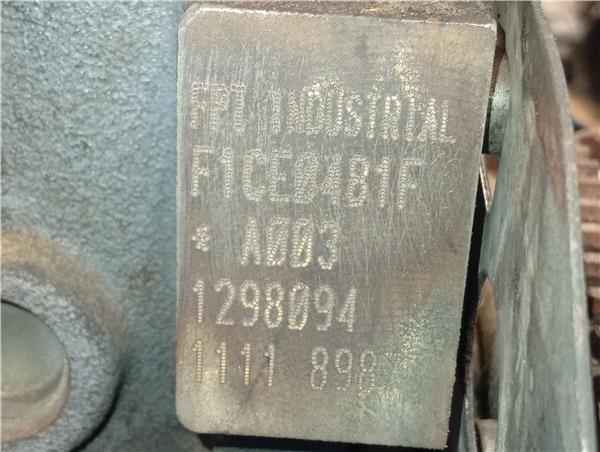 FPT INDUSTRIAL
F1CE0481F
* A003
1298094
1111 898